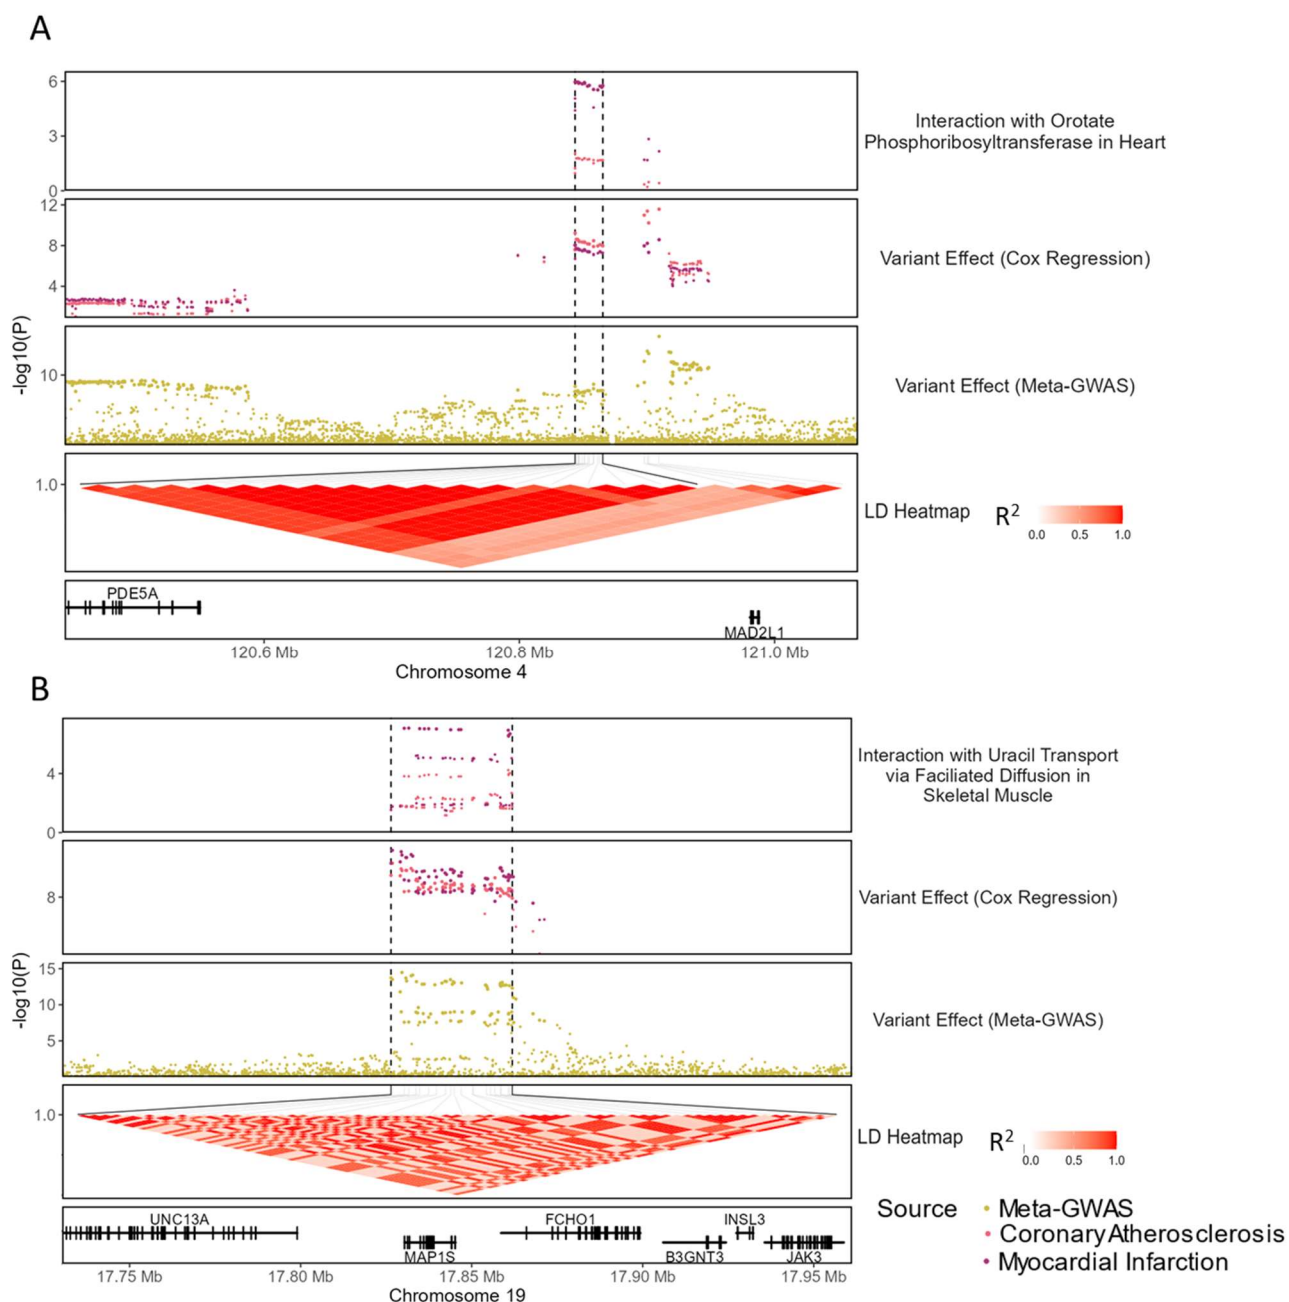 A
6
3
0
Interaction with Orotate
Phosphoribosyltransferase in Heart
12
8
4
Variant Effect (Cox Regression)
-log10(P)
10
Variant Effect (Meta-GWAS)
1.0
LD Heatmap R2
0.0 0.5 1.0
PDE5A
MAD2L1
120.6 Mb 120.8 Mb 121.0 Mb
Chromosome 4
B
4
0
Interaction with Uracil Transport
via Faciliated Diffusion in
Skeletal Muscle
8
Variant Effect (Cox Regression)
-log10(P)
15
10
5
Variant Effect (Meta-GWAS)
1.0
LD Heatmap R2
0.0 0.5 1.0
UNC13A FCHO1 INSL3
MAP1S B3GNT3 JAK3
17.75 Mb 17.80 Mb 17.85 Mb 17.90 Mb 17.95 Mb
Chromosome 19
Source
Meta-GWAS
Coronary Atherosclerosis
Myocardial Infarction